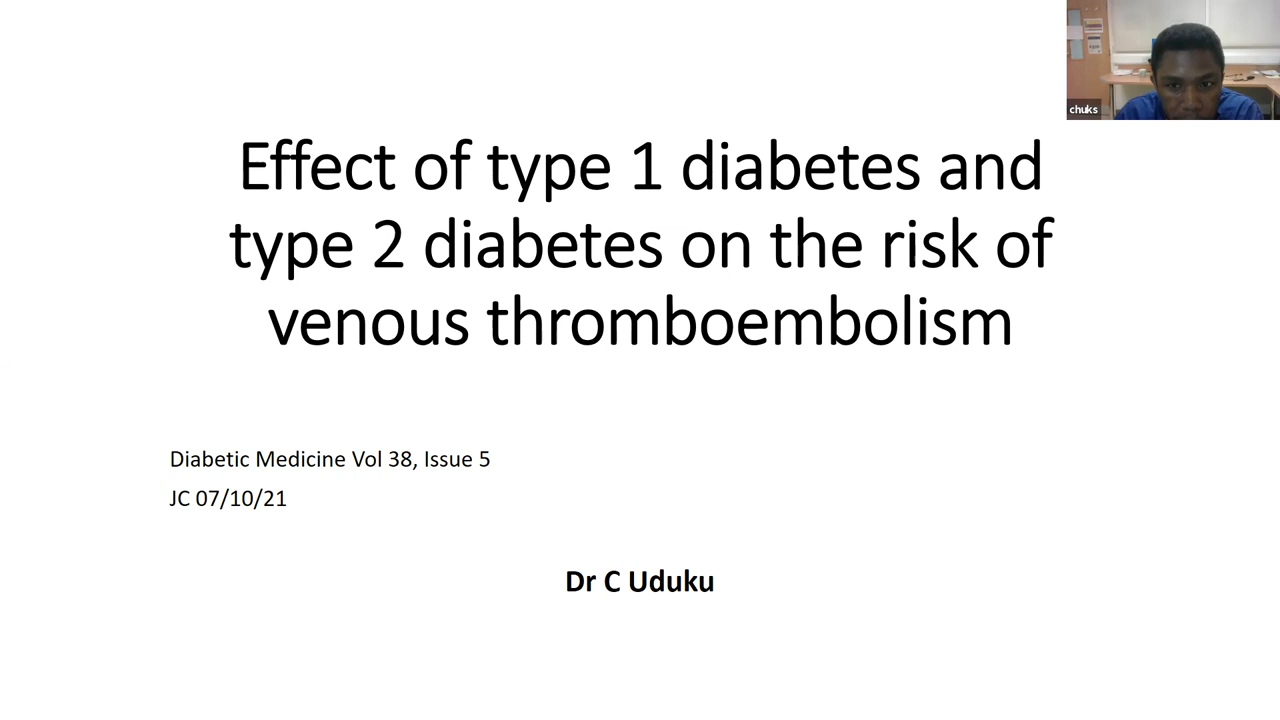 chuks
Effect of type 1 diabetes and
type 2 diabetes on the risk of
venous thromboembolism
Diabetic Medicine Vol 38, Issue 5
JC 07/10/21
Dr C Uduku